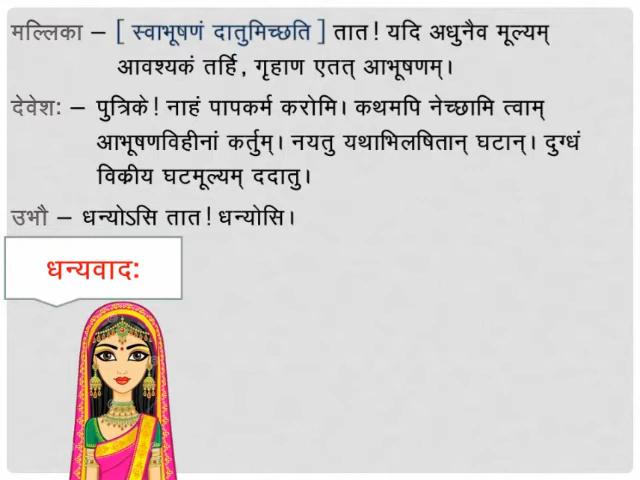 मल्लिका – [ स्वाभूषणं दातुमिच्छति ] तात! यदि अधुनैव मूल्यम्
आवश्यकं तर्हि, गृहाण एतत् आभूषणम्।
देवेश: – पुत्रिके! नाहं पापकर्म करोमि। कथमपि नेच्छामि त्वाम्
आभूषणविहीनां कर्तुम्। नयतु यथाभिलषितान् घटान्। दुग्धं
विक्रीय घटमूल्यम् ददातु।
उभौ – धन्योऽसि तात! धन्योसि।
धन्यवाद: